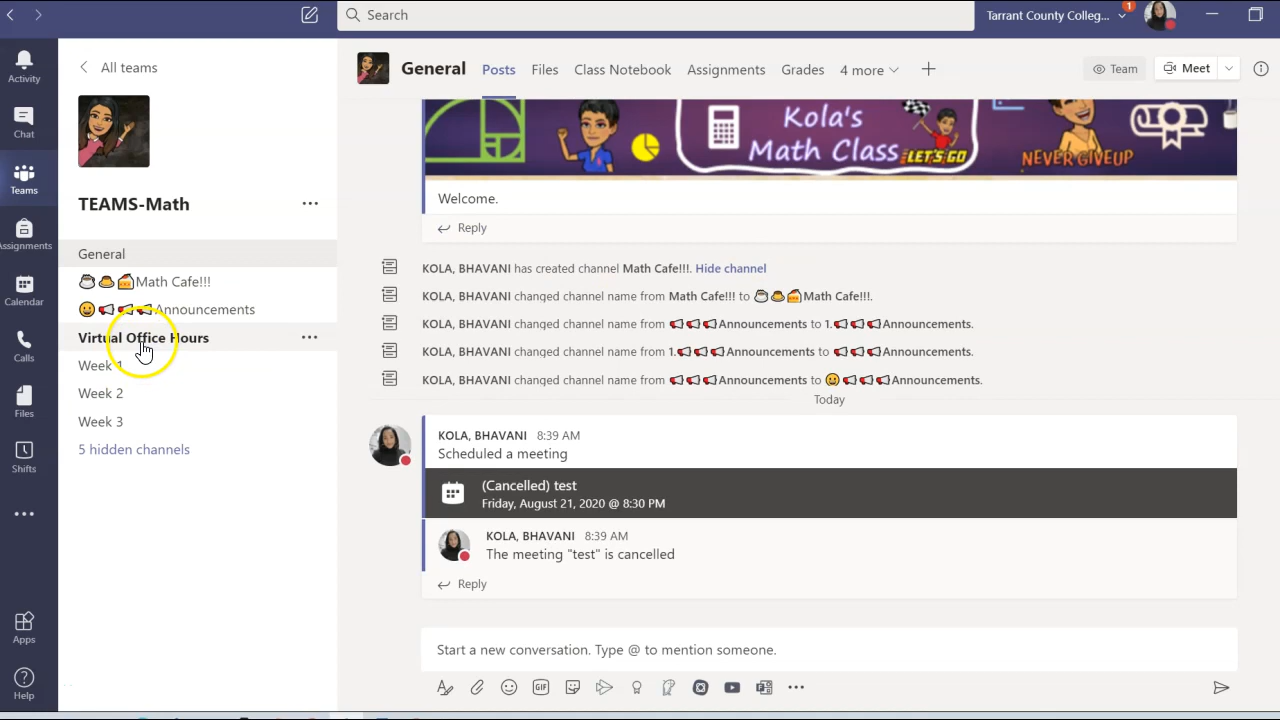 Search
Tarrant County Colleg...
1
Activity
Chat
Teams
Assignments
Calendar
Calls
Files
Shifts
Apps
Help
All teams
TEAMS-Math
General
Math Cafe!!!
Announcements
Virtual Office Hours
Week 1
Week 2
Week 3
5 hidden channels
General Posts Files Class Notebook Assignments Grades 4 more
Team
Meet
Kola's
Math Class
LET'S GO
NEVER GIVE UP
Welcome.
Reply
KOLA, BHAVANI has created channel Math Cafe!!!. Hide channel
KOLA, BHAVANI changed channel name from Math Cafe!!! to ☕🍮🍰Math Cafe!!!.
KOLA, BHAVANI changed channel name from 📢📢📢Announcements to 1.📢📢📢Announcements.
KOLA, BHAVANI changed channel name from 1.📢📢📢Announcements to 📢📢📢Announcements.
KOLA, BHAVANI changed channel name from 📢📢📢Announcements to 😀📢📢📢Announcements.
Today
KOLA, BHAVANI 8:39 AM
Scheduled a meeting
(Cancelled) test
Friday, August 21, 2020 @ 8:30 PM
KOLA, BHAVANI 8:39 AM
The meeting "test" is cancelled
Reply
Start a new conversation. Type @ to mention someone.
GIF